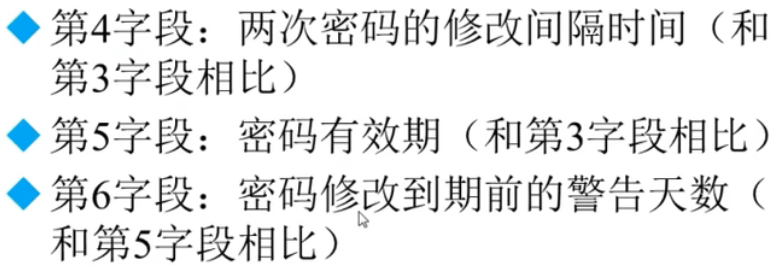 第4字段：两次密码的修改间隔时间（和
第3字段相比）
第5字段：密码有效期（和第3字段相比）
第6字段：密码修改到期前的警告天数（
和第5字段相比）